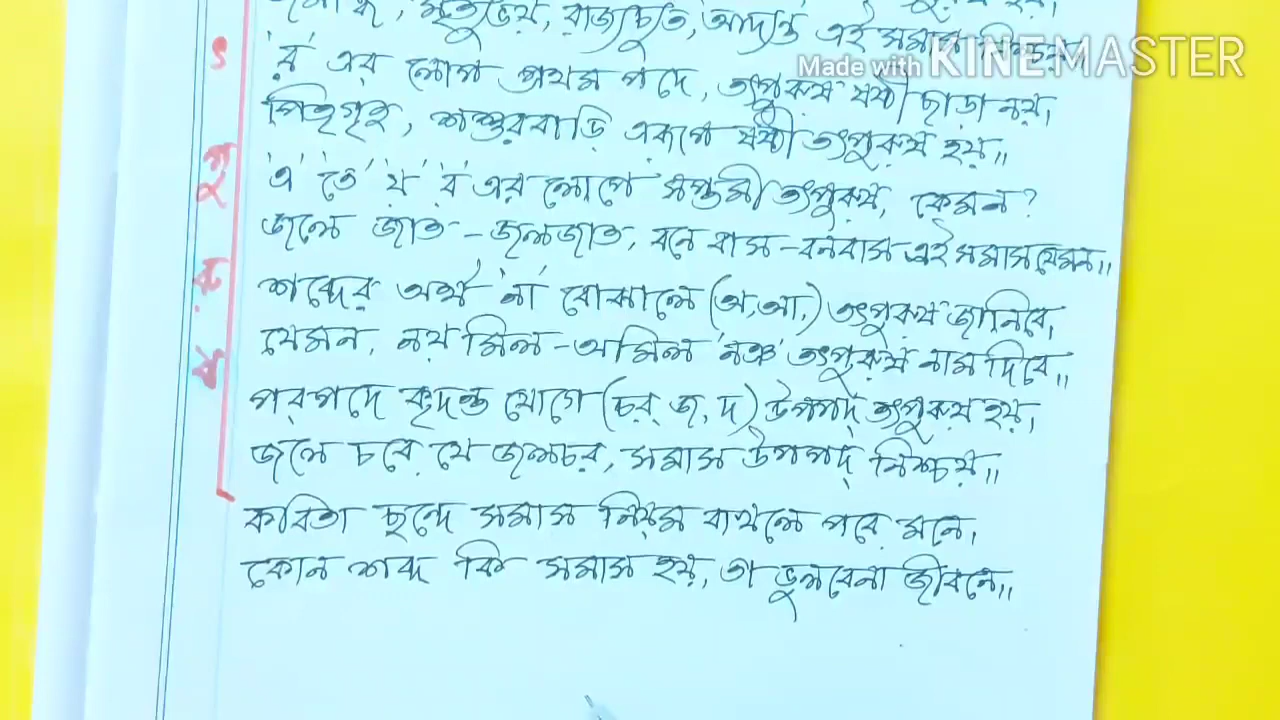 মৃত্যুভয়, রাজ্যচ্যুত, আদ্যন্ত এই সমাস
Made with KINEMASTER
ৎ
'র' এর লোপ প্রথম পদে, তৎপুরুষ ষষ্ঠী ছাড়া নয়,
পিতৃগৃহ, শ্বশুরবাড়ি এরূপে ষষ্ঠী তৎপুরুষ হয়॥
পু
'এ' 'তে' 'য়' 'র' এর লোপে সপ্তমী তৎপুরুষ, কেমন?
জলে জাত - জলজাত, বনে বাস - বনবাস এই সমাস যেমন॥
রু
শব্দের অর্থ 'না' বোঝালে (অ, আ,) তৎপুরুষ জানিবে,
ষ
যেমন, নয় মিল - অমিল 'নঞ' তৎপুরুষ নাম দিবে॥
পরপদে কৃদন্ত যোগে (চর, জ, দ) উপপদ তৎপুরুষ হয়,
জলে চরে যে জলচর, সমাস উপপদ নিশ্চয়॥
কবিতা ছন্দে সমাস নিয়ম রাখলে পরে মনে,
কোন শব্দ কি সমাস হয়, তা ভুলবেনা জীবনে॥